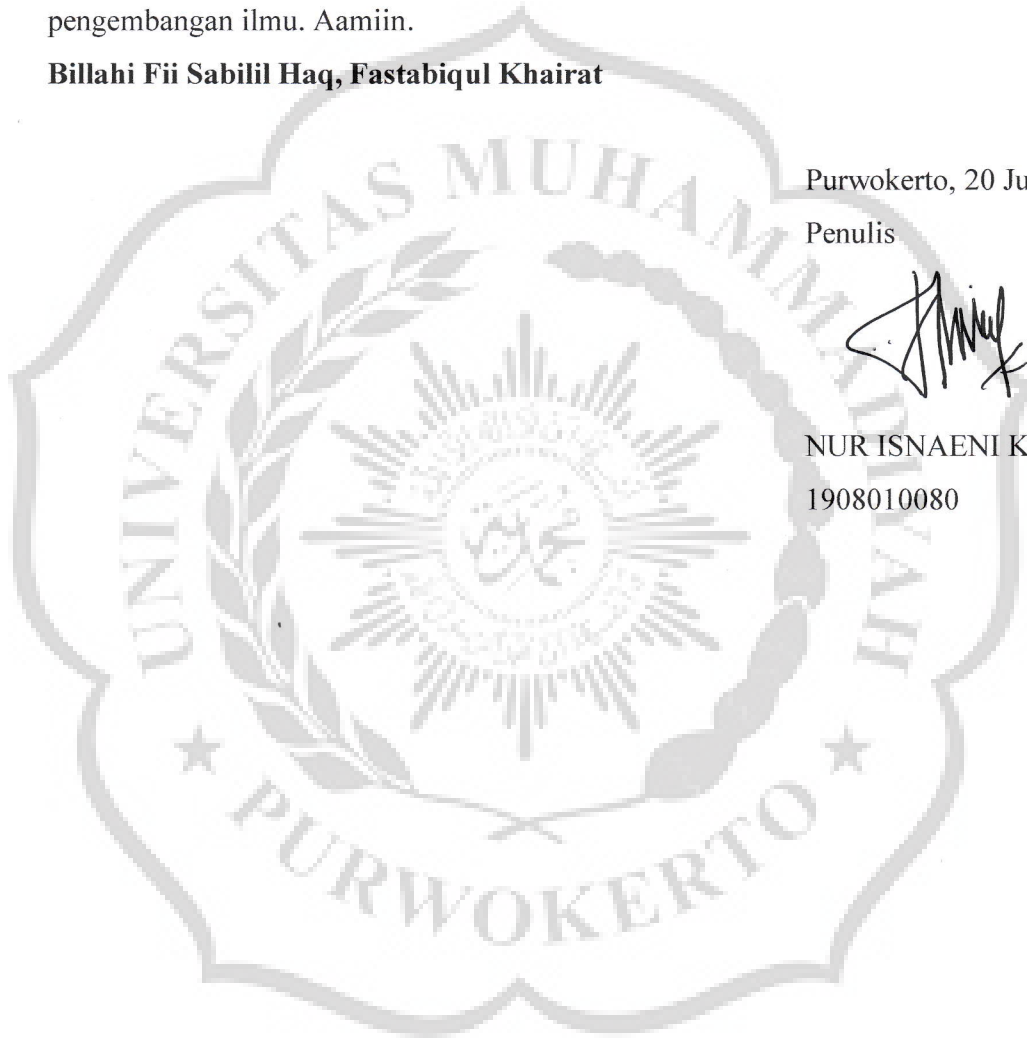 pengembangan ilmu. Aamiin.
Billahi Fii Sabilil Haq, Fastabiqul Khairat
Purwokerto, 20 Ju
Penulis
NUR ISNAENI K
1908010080
UNIVERSITAS MUHAMMADIYAH
★ PURWOKERTO ★